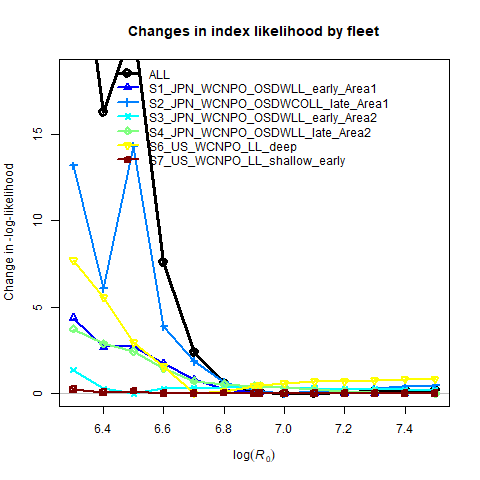 Changes in index likelihood by fleet
ALL
S1_JPN_WCNPO_OSDWLL_early_Area1
S2_JPN_WCNPO_OSDWCOLL_late_Area1
S3_JPN_WCNPO_OSDWLL_early_Area2
S4_JPN_WCNPO_OSDWLL_late_Area2
S6_US_WCNPO_LL_deep
S7_US_WCNPO_LL_shallow_early
Change in -log-likelihood
15
10
5
0
6.4 6.6 6.8 7.0 7.2 7.4
log(R0)